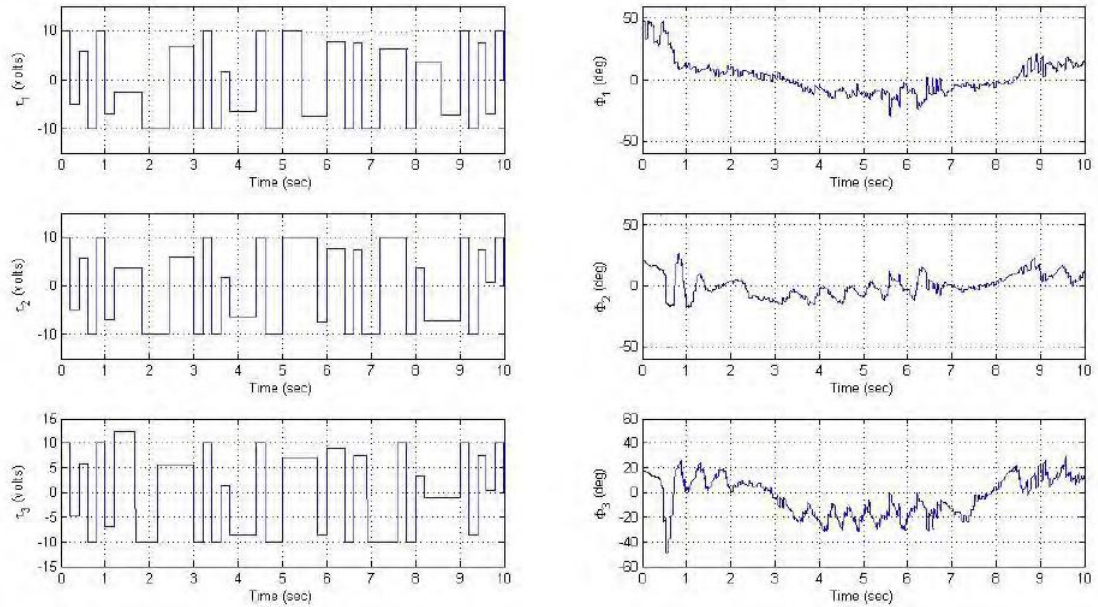 τ1 (volts)
10
0
-10
0 1 2 3 4 5 6 7 8 9 10
Time (sec)
Φ1 (deg)
50
0
-50
0 1 2 3 4 5 6 7 8 9 10
Time (sec)
τ2 (volts)
10
0
-10
0 1 2 3 4 5 6 7 8 9 10
Time (sec)
Φ2 (deg)
50
0
-50
0 1 2 3 4 5 6 7 8 9 10
Time (sec)
τ3 (volts)
15
10
5
0
-5
-10
-15
0 1 2 3 4 5 6 7 8 9 10
Time (sec)
Φ3 (deg)
60
40
20
0
-20
-40
-60
0 1 2 3 4 5 6 7 8 9 10
Time (sec)